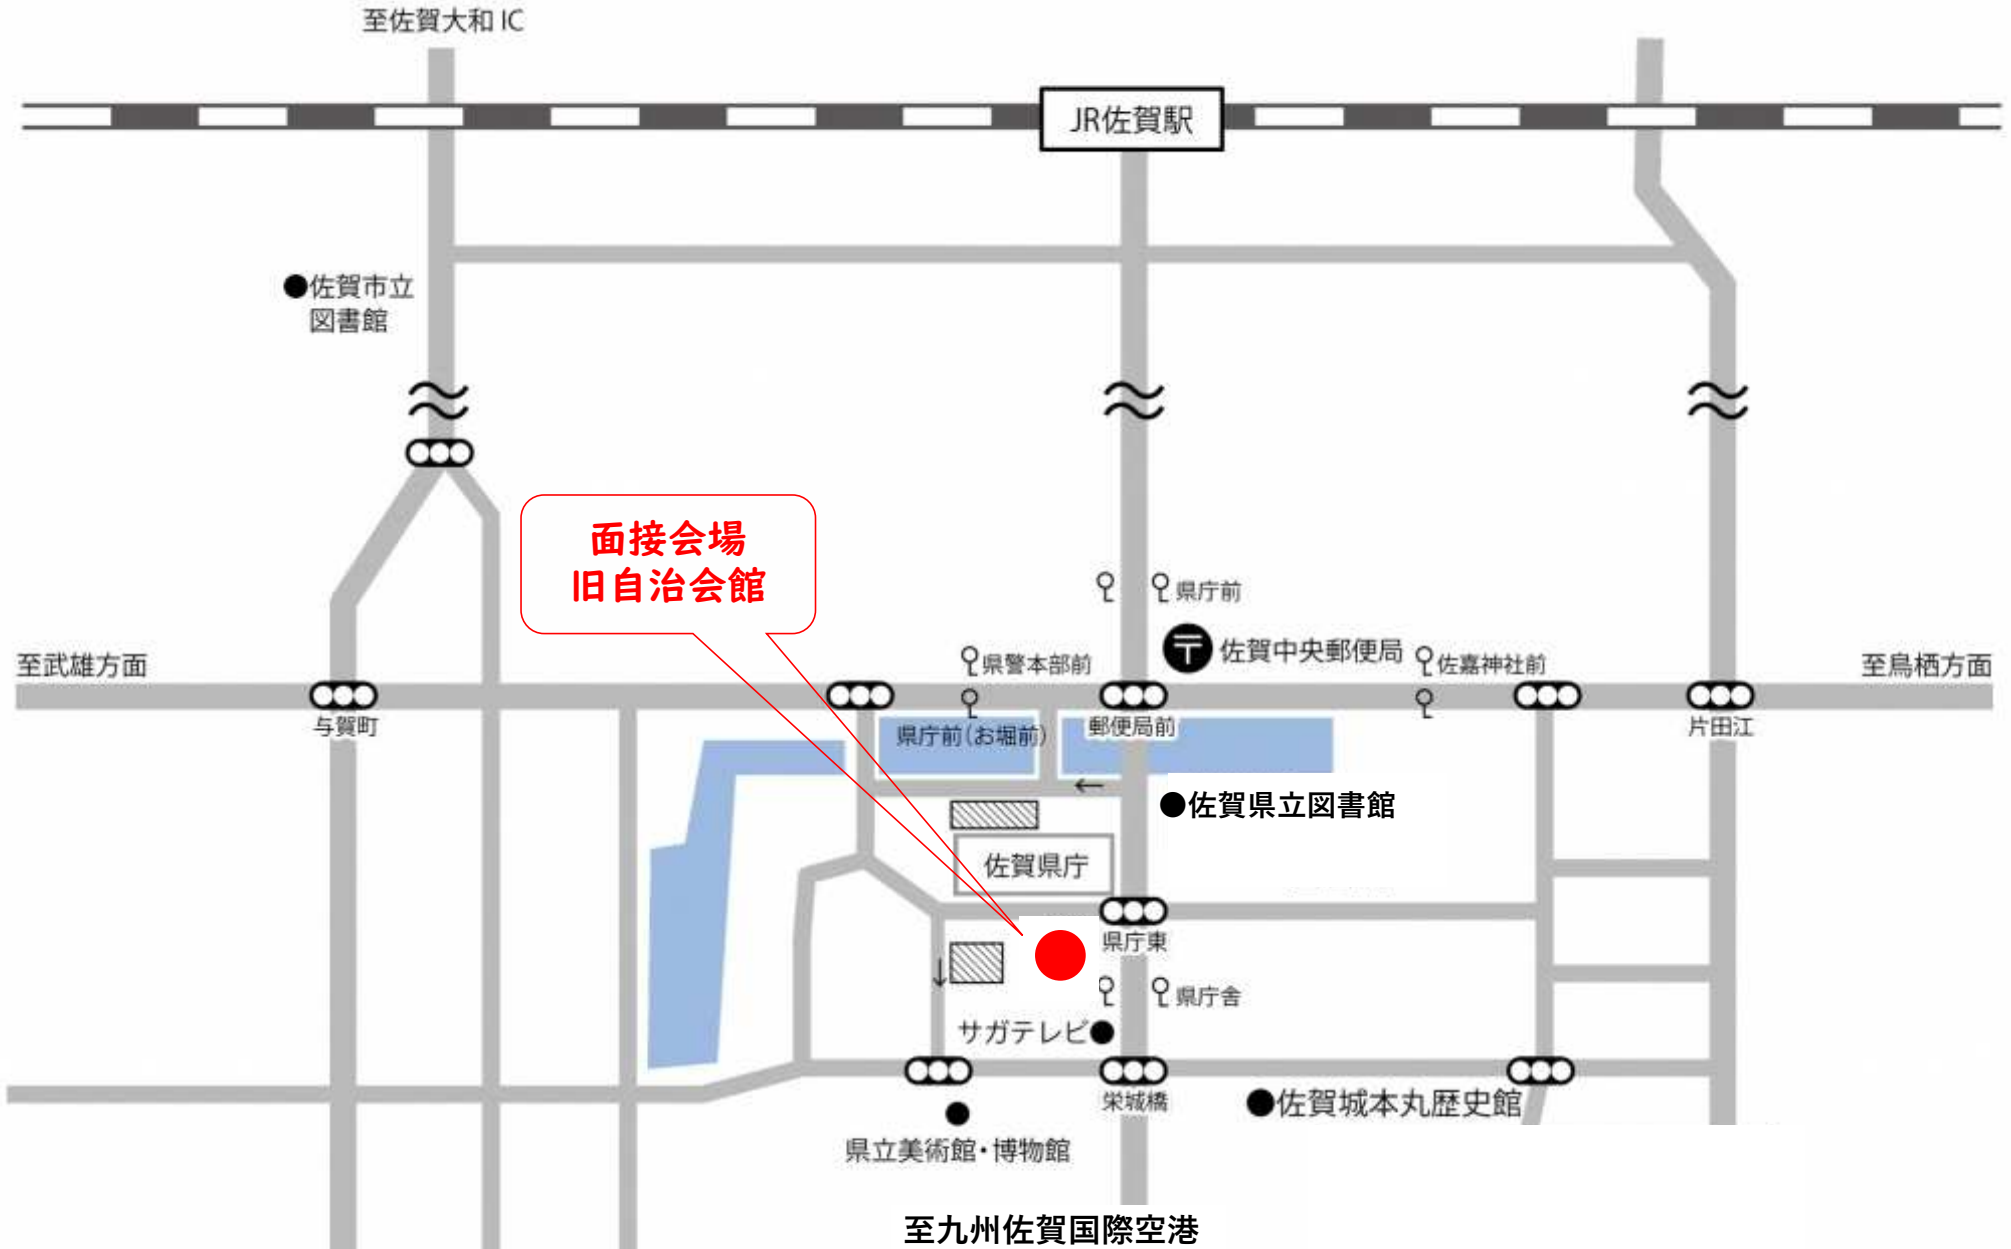 至佐賀大和 IC
JR佐賀駅
●佐賀市立
図書館
面接会場
旧自治会館
県庁前
〒 佐賀中央郵便局
県警本部前
佐嘉神社前
至武雄方面
至鳥栖方面
与賀町
県庁前(お堀前)
郵便局前
片田江
←
●佐賀県立図書館
佐賀県庁
県庁東
↓
県庁舎
サガテレビ●
栄城橋
●佐賀城本丸歴史館
県立美術館・博物館
至九州佐賀国際空港